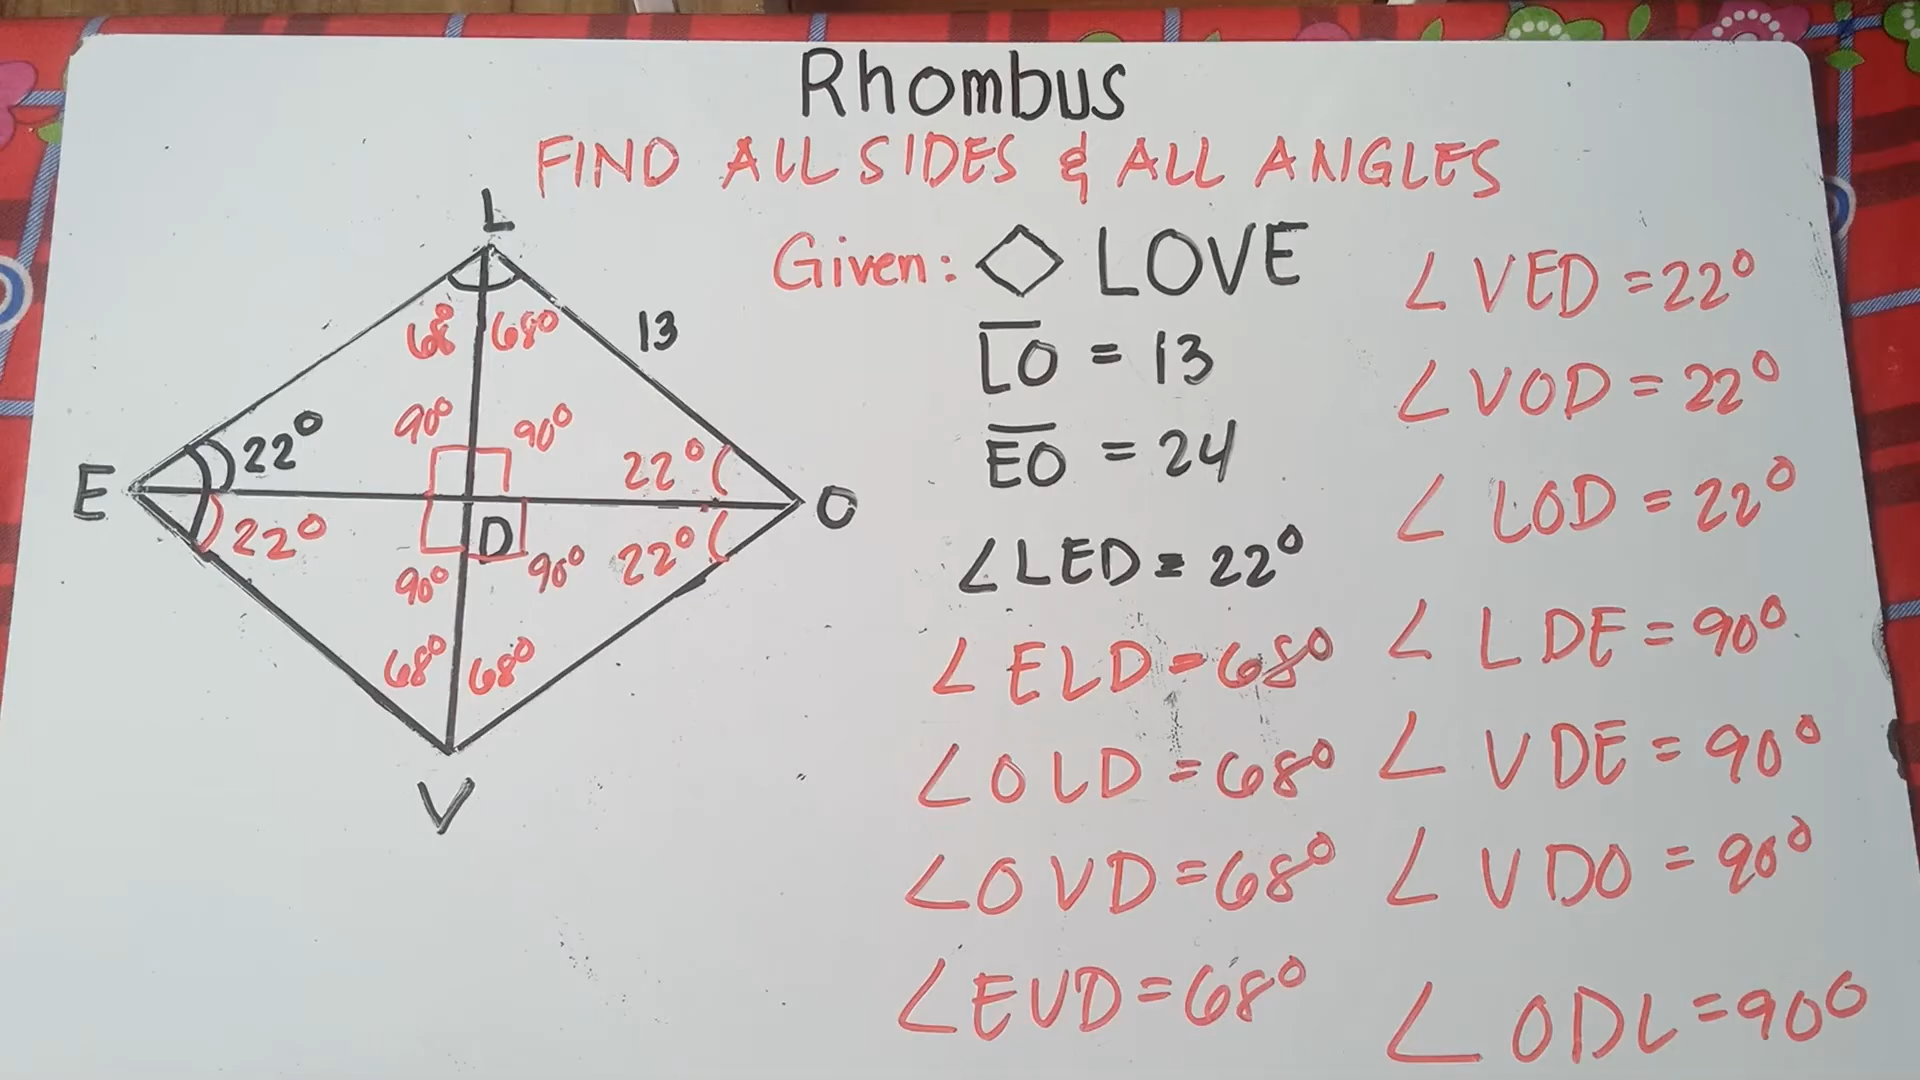 Rhombus
FIND ALL SIDES & ALL ANGLES
L
68° 68°
13
90° 90°
22° 22°
E D O
22° 22°
90° 90°
68° 68°
V
Given: ◇ LOVE
LO = 13
EO = 24
∠LED = 22°
∠ELD = 68°
∠OLD = 68°
∠OVD = 68°
∠EVD = 68°
∠VED = 22°
∠VOD = 22°
∠LOD = 22°
∠LDE = 90°
∠VDE = 90°
∠VDO = 90°
∠ODL = 90°